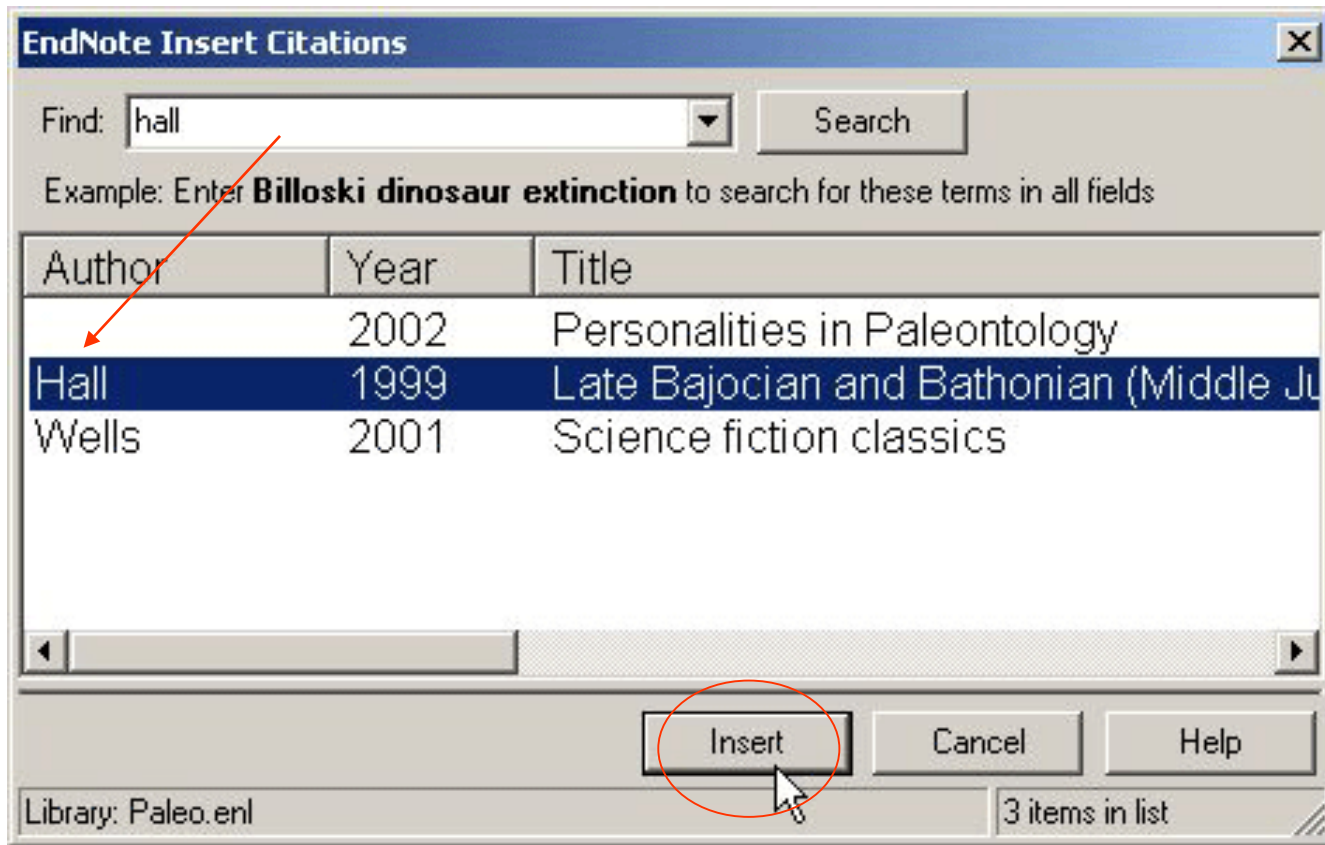 EndNote Insert Citations
Find: hall Search
Example: Enter Billoski dinosaur extinction to search for these terms in all fields
Author Year Title
2002 Personalities in Paleontology
Hall 1999 Late Bajocian and Bathonian (Middle Ju
Wells 2001 Science fiction classics
Insert Cancel Help
Library: Paleo.enl 3 items in list